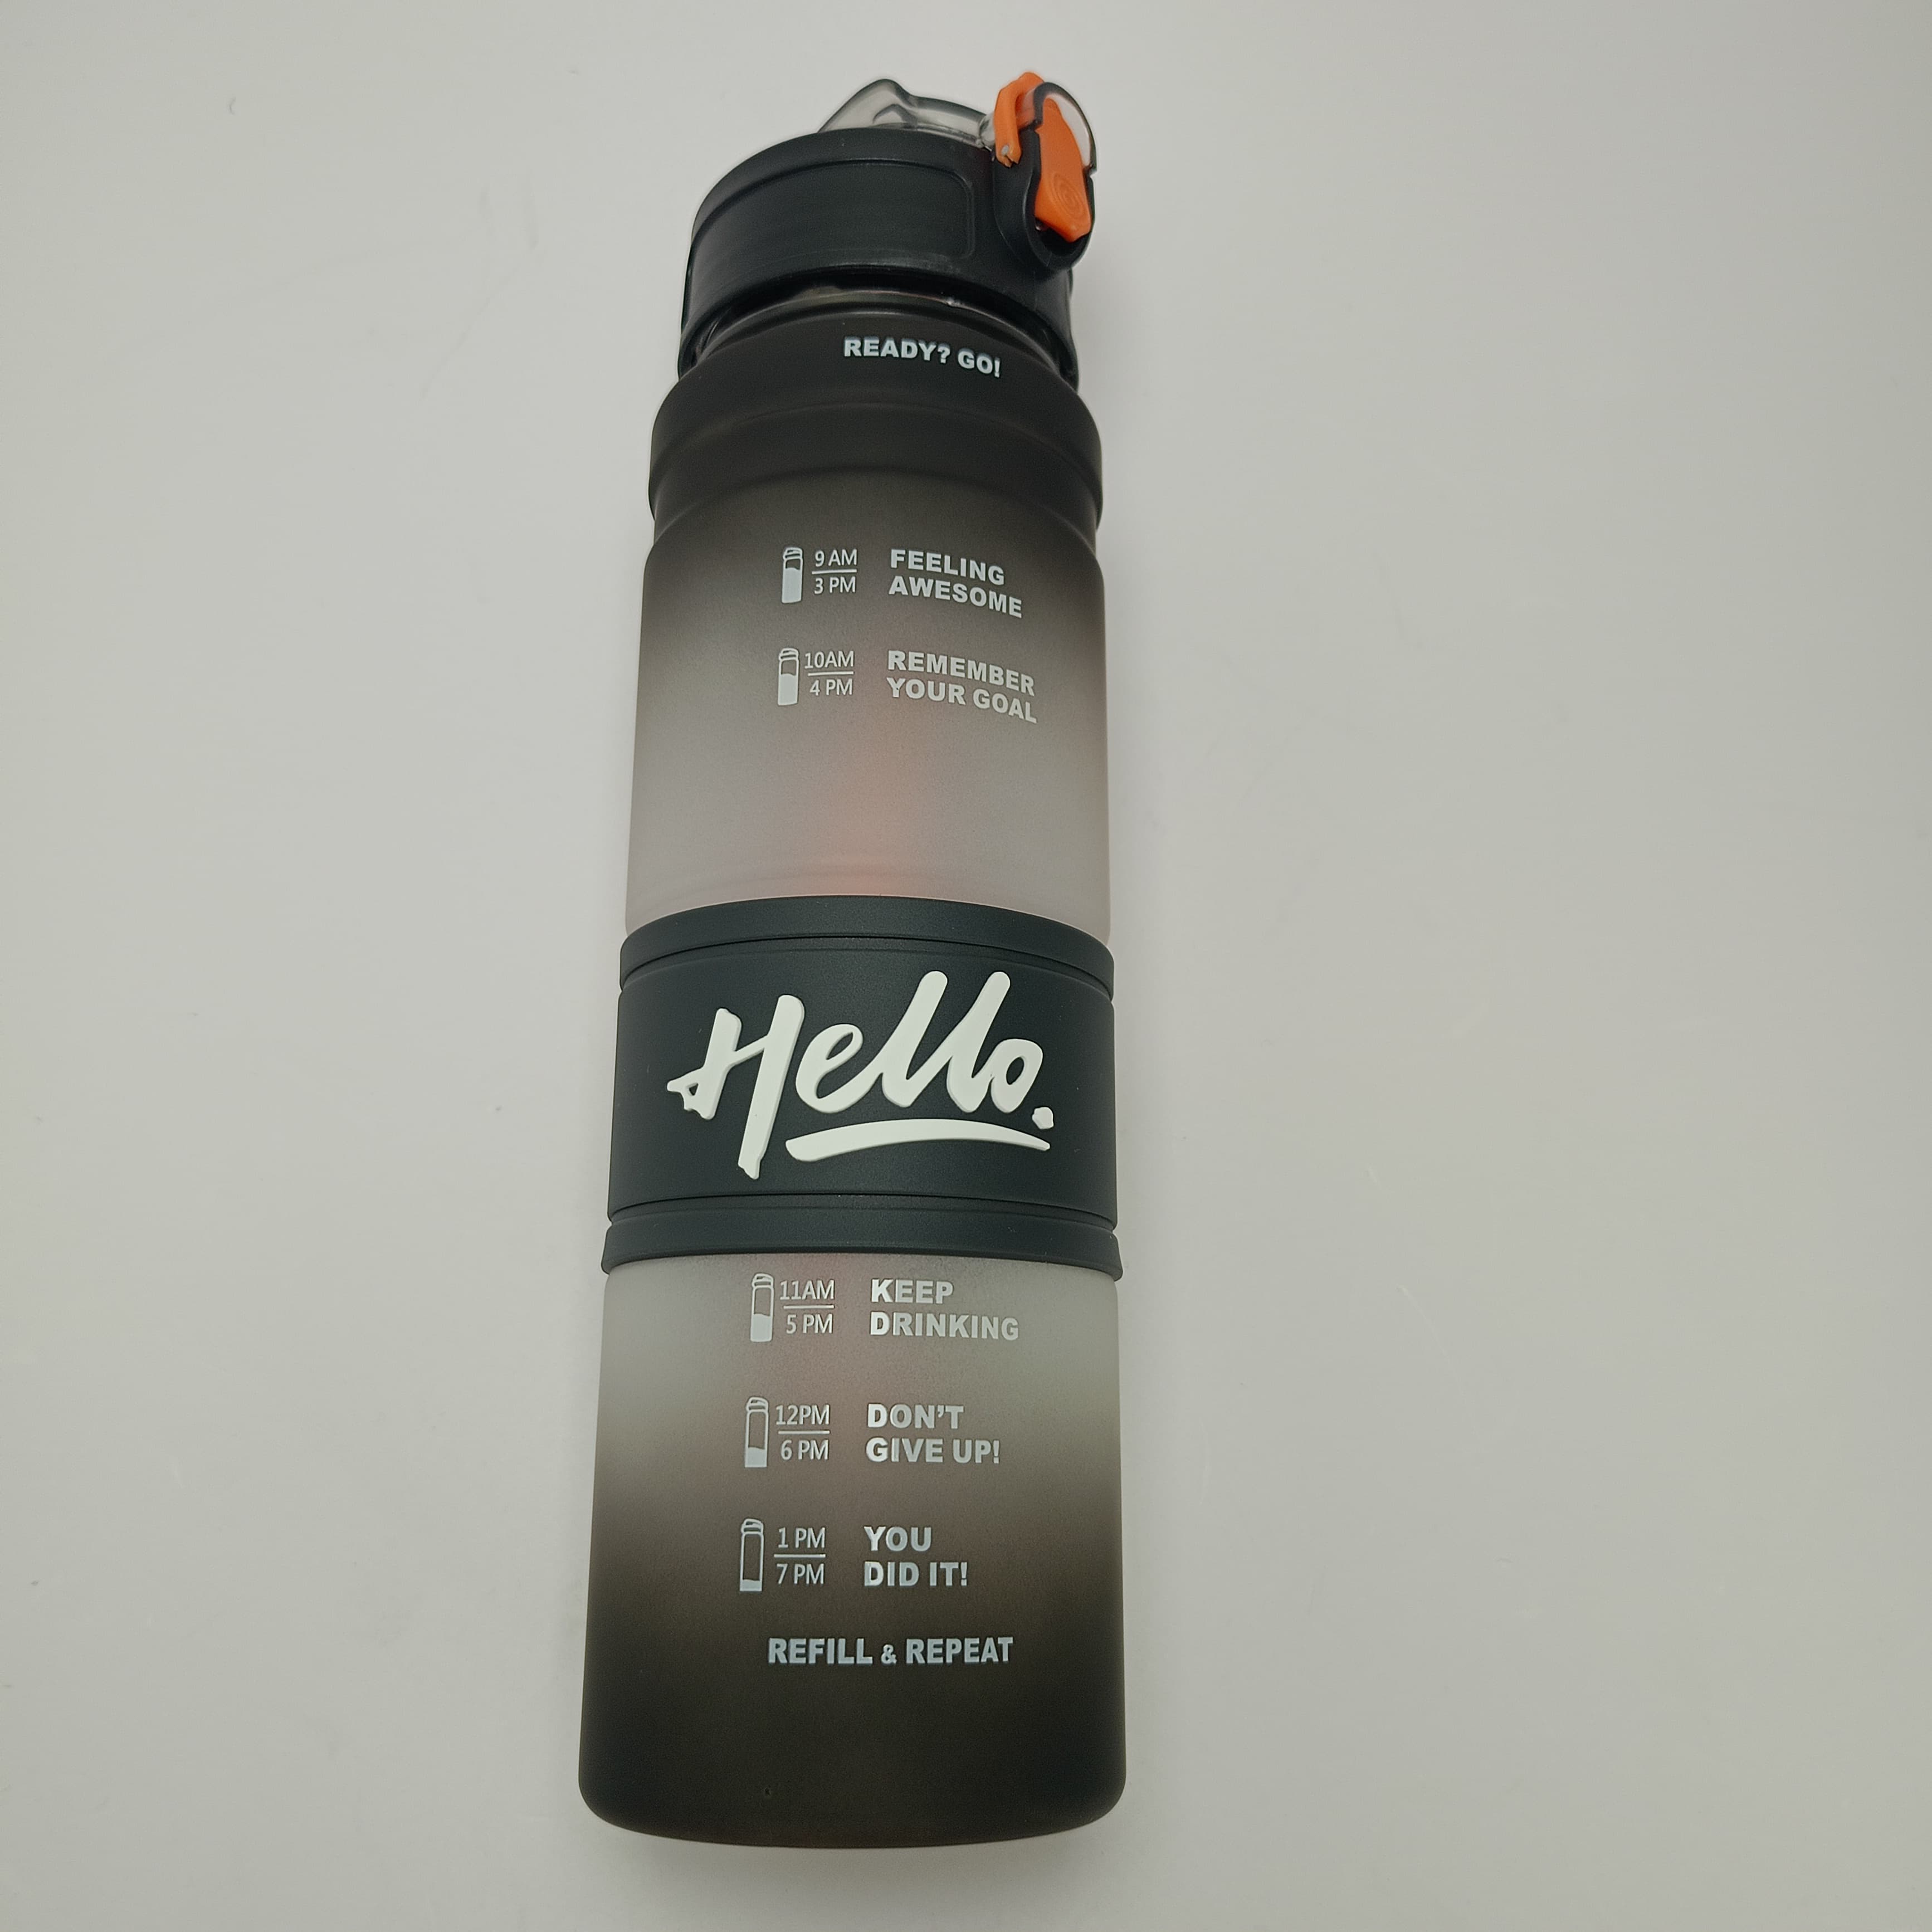 READY? GO!
9 AM
3 PM
FEELING
AWESOME
10AM
4 PM
REMEMBER
YOUR GOAL
Hello.
11AM
5 PM
KEEP
DRINKING
12PM
6 PM
DON'T
GIVE UP!
1 PM
7 PM
YOU
DID IT!
REFILL & REPEAT